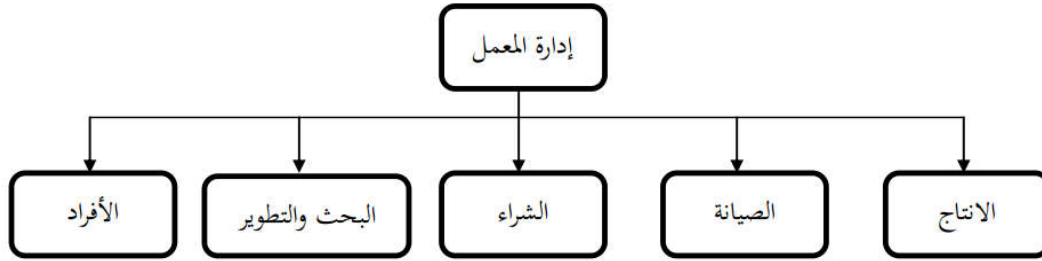 إدارة المعمل
الانتاج
الصيانة
الشراء
البحث والتطوير
الأفراد